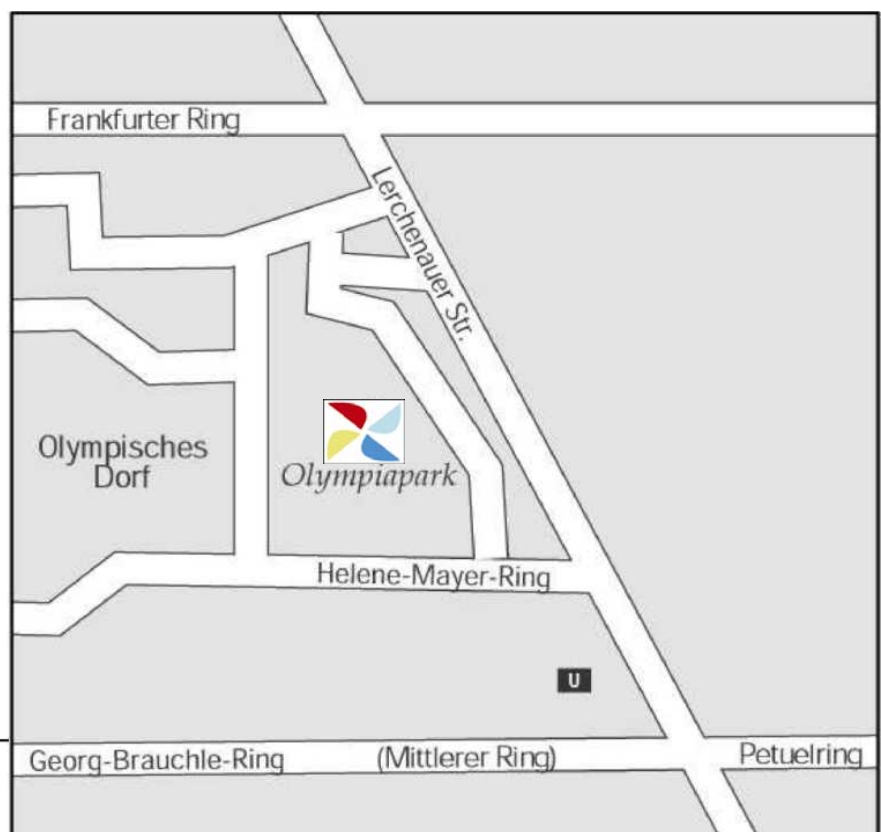 Frankfurter Ring
Lerchenauer Str.
Olympisches
Dorf
Olympiapark
Helene-Mayer-Ring
U
Georg-Brauchle-Ring (Mittlerer Ring) Petuelring